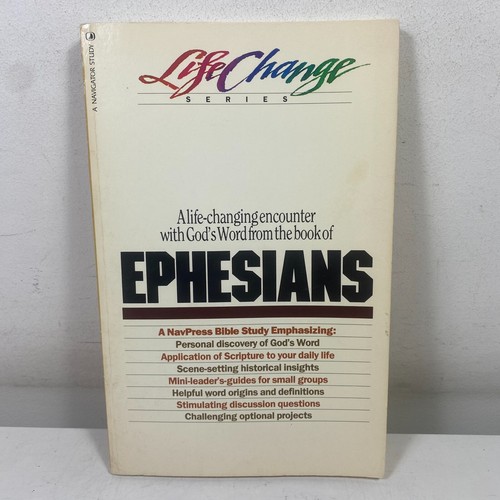 A NAVIGATOR STUDY
LifeChange
SERIES
A life-changing encounter
with God's Word from the book of
EPHESIANS
A NavPress Bible Study Emphasizing:
Personal discovery of God's Word
Application of Scripture to your daily life
Scene-setting historical insights
Mini-leader's-guides for small groups
Helpful word origins and definitions
Stimulating discussion questions
Challenging optional projects